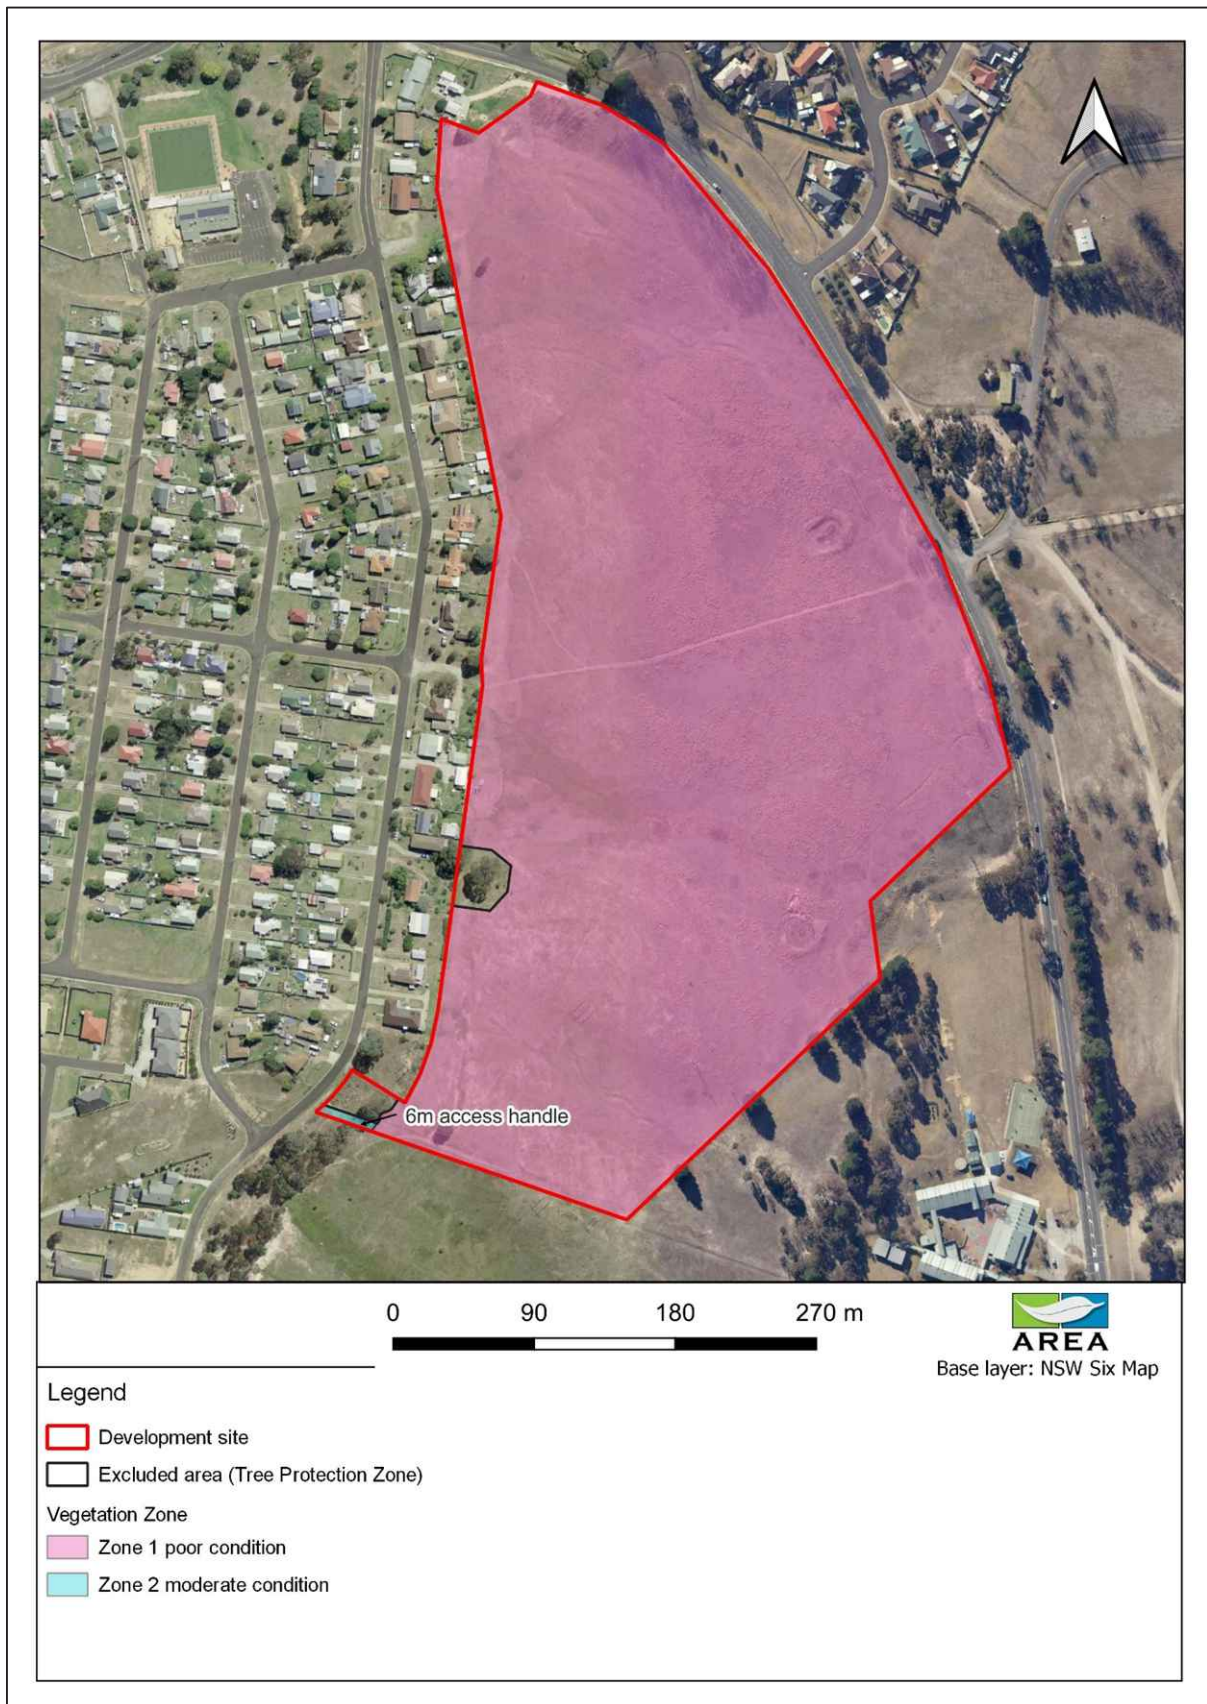 6m access handle
0 90 180 270 m
AREA
Base layer: NSW Six Map
Legend
Development site
Excluded area (Tree Protection Zone)
Vegetation Zone
Zone 1 poor condition
Zone 2 moderate condition